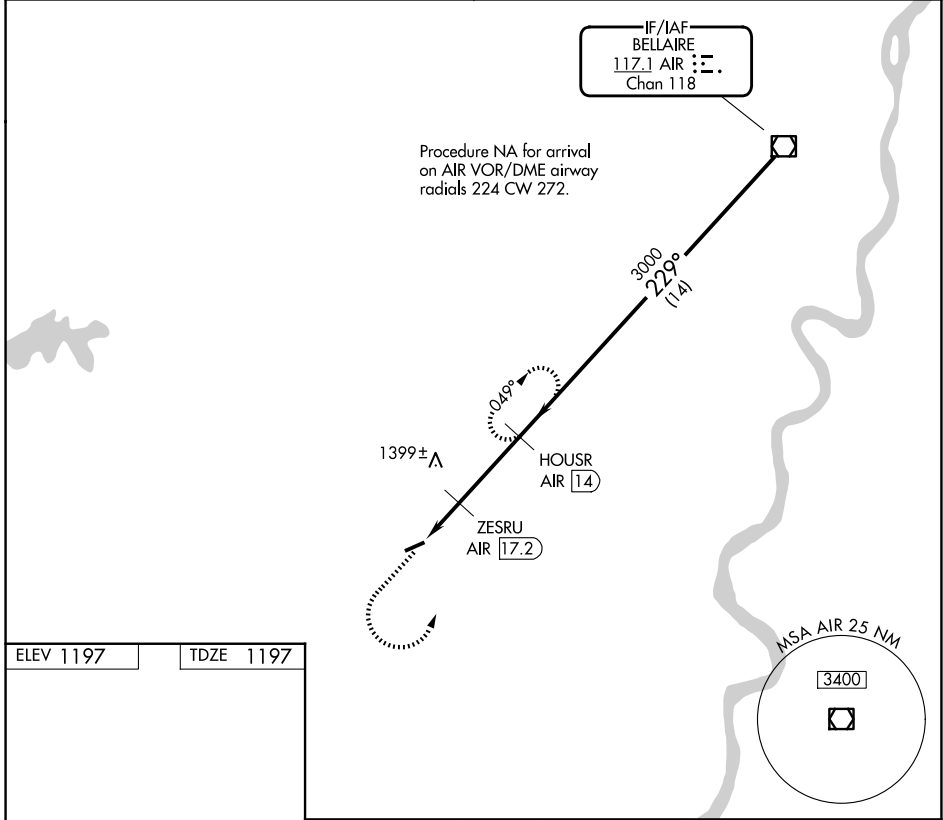 IF/IAF
BELLAIRE
117.1 AIR
Chan 118
Procedure NA for arrival
on AIR VOR/DME airway
radials 224 CW 272.
3000
229°
(14)
049°
1399±
HOUSR
AIR 14
ZESRU
AIR 17.2
ELEV 1197
TDZE 1197
MSA AIR 25 NM
3400